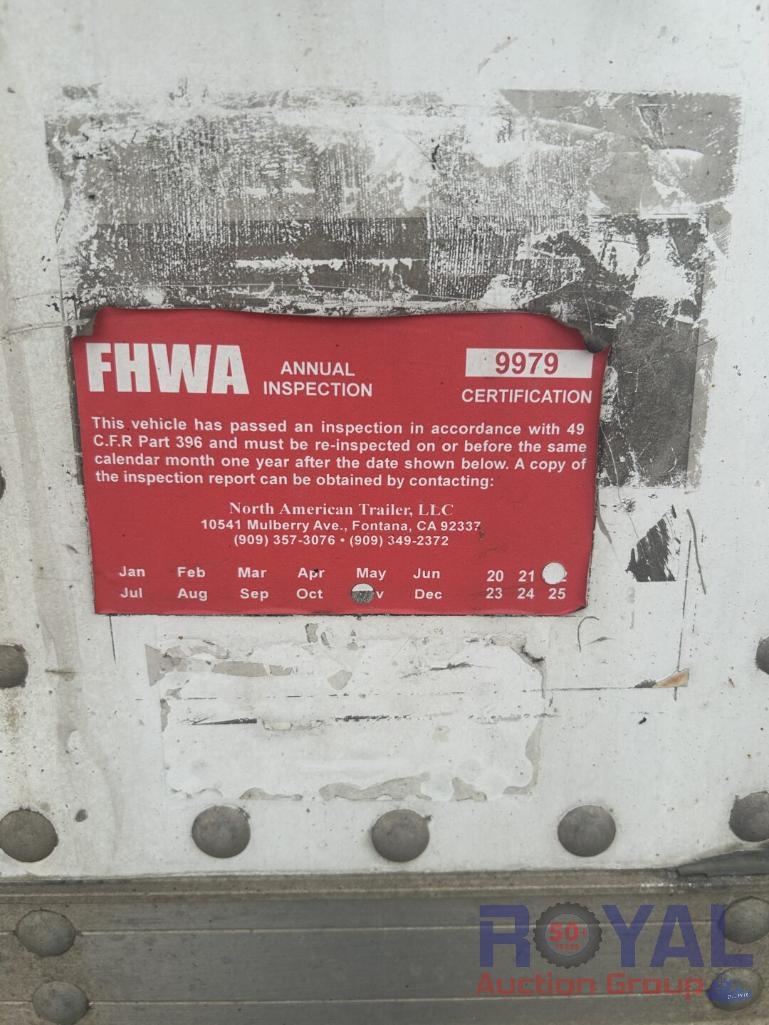 FHWA
ANNUAL
INSPECTION
9979
CERTIFICATION
This vehicle has passed an inspection in accordance with 49
C.F.R Part 396 and must be re-inspected on or before the same
calendar month one year after the date shown below. A copy of
the inspection report can be obtained by contacting:
North American Trailer, LLC
10541 Mulberry Ave., Fontana, CA 92337
(909) 357-3076 • (909) 349-2372
Jan Feb Mar Apr May Jun 20 21
Jul Aug Sep Oct Dec 23 24 25
ROYAL
50+
YEARS
Auction Group